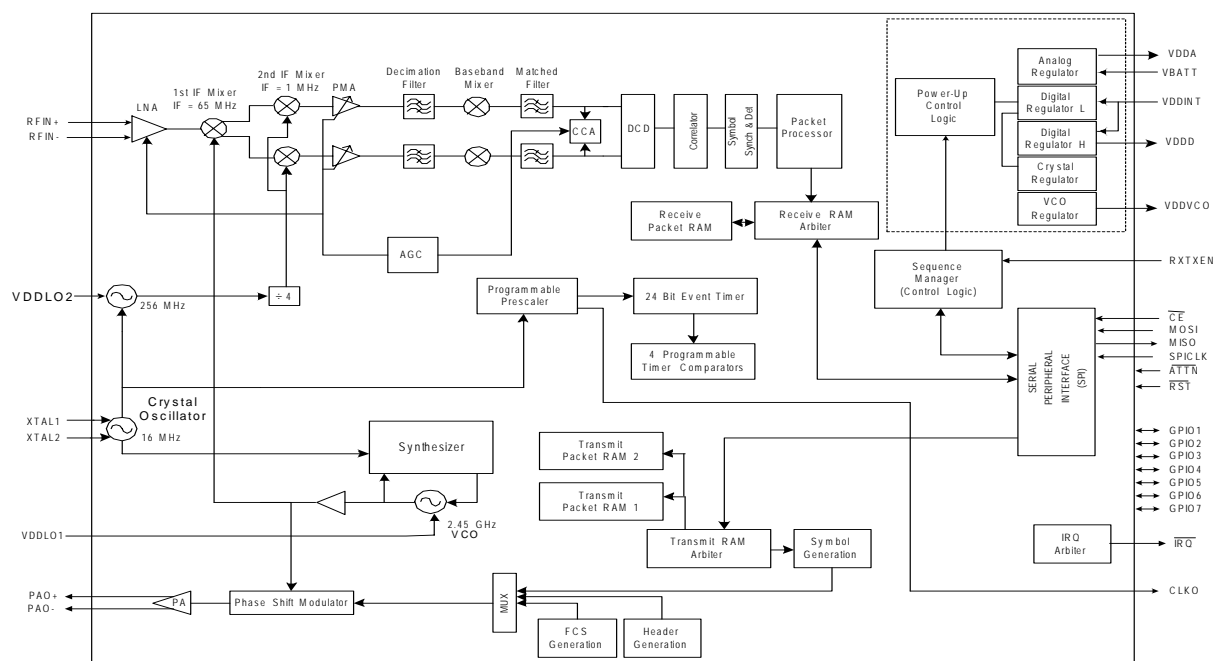 RFIN+
RFIN-
LNA
1st IF Mixer
IF = 65 MHz
2nd IF Mixer
IF = 1 MHz
PMA
Decimation
Filter
Baseband
Mixer
Matched
Filter
CCA
DCD
Correlator
Symbol
Synch & Det
Packet
Processor
Power-Up
Control
Logic
Analog
Regulator
Digital
Regulator L
Digital
Regulator H
Crystal
Regulator
VCO
Regulator
VDDA
VBATT
VDDINT
VDDD
VDDVCO
Receive
Packet RAM
Receive RAM
Arbiter
AGC
Sequence
Manager
(Control Logic)
RXTXEN
VDDLO2
256 MHz
÷ 4
Programmable
Prescaler
24 Bit Event Timer
4 Programmable
Timer Comparators
SERIAL
PERIPHERAL
INTERFACE
(SPI)
CE
MOSI
MISO
SPICLK
ATTN
RST
Crystal
Oscillator
XTAL1
XTAL2
16 MHz
Synthesizer
2.45 GHz
VCO
VDDLO1
GPIO1
GPIO2
GPIO3
GPIO4
GPIO5
GPIO6
GPIO7
Transmit
Packet RAM 2
Transmit
Packet RAM 1
Transmit RAM
Arbiter
Symbol
Generation
IRQ
Arbiter
IRQ
CLKO
PAO+
PAO-
PA
Phase Shift Modulator
MUX
FCS
Generation
Header
Generation